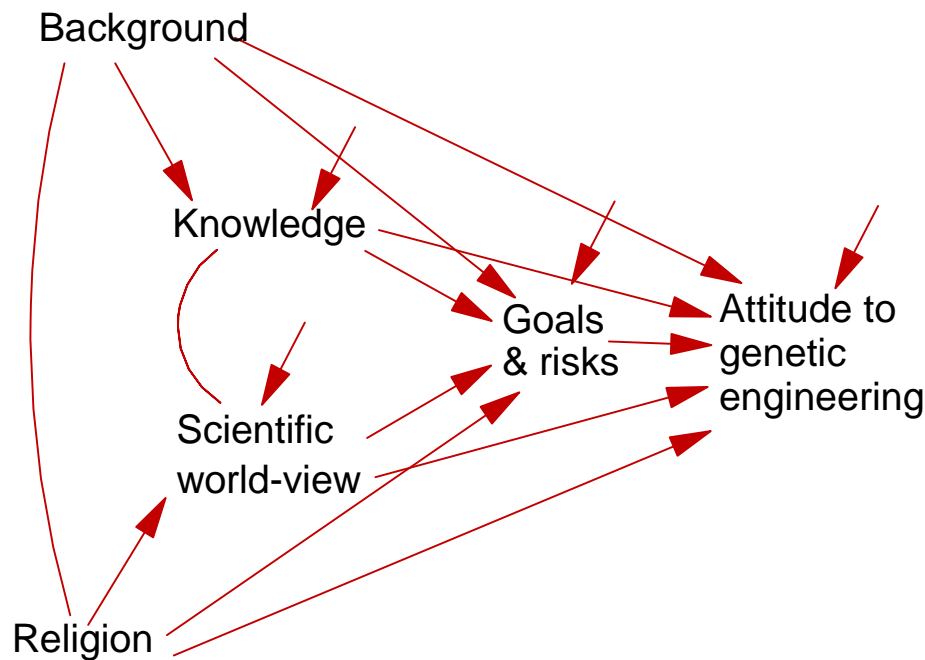 Background
Knowledge
Goals
& risks
Attitude to
genetic
engineering
Scientific
world-view
Religion